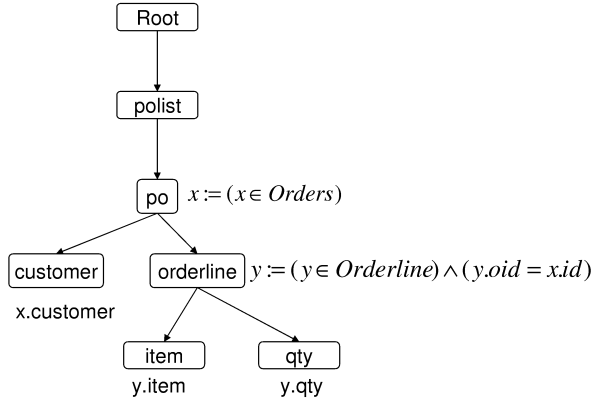 Root
polist
po x := (x ∈ Orders)
customer orderline y := (y ∈ Orderline) ∧ (y.oid = x.id)
x.customer
item qty
y.item y.qty